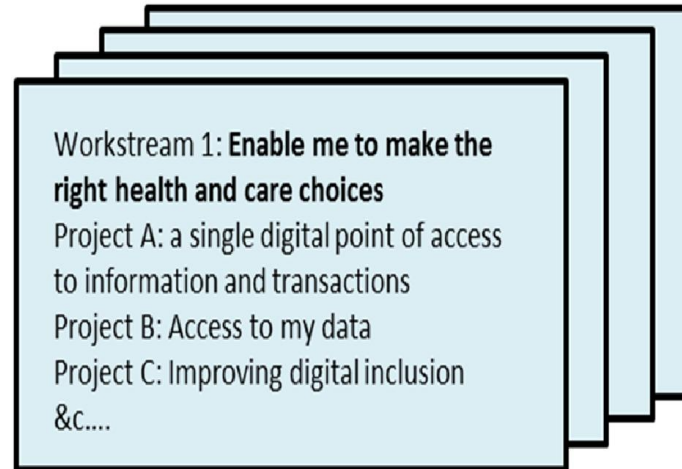 Workstream 1: Enable me to make the
right health and care choices
Project A: a single digital point of access
to information and transactions
Project B: Access to my data
Project C: Improving digital inclusion
&c....